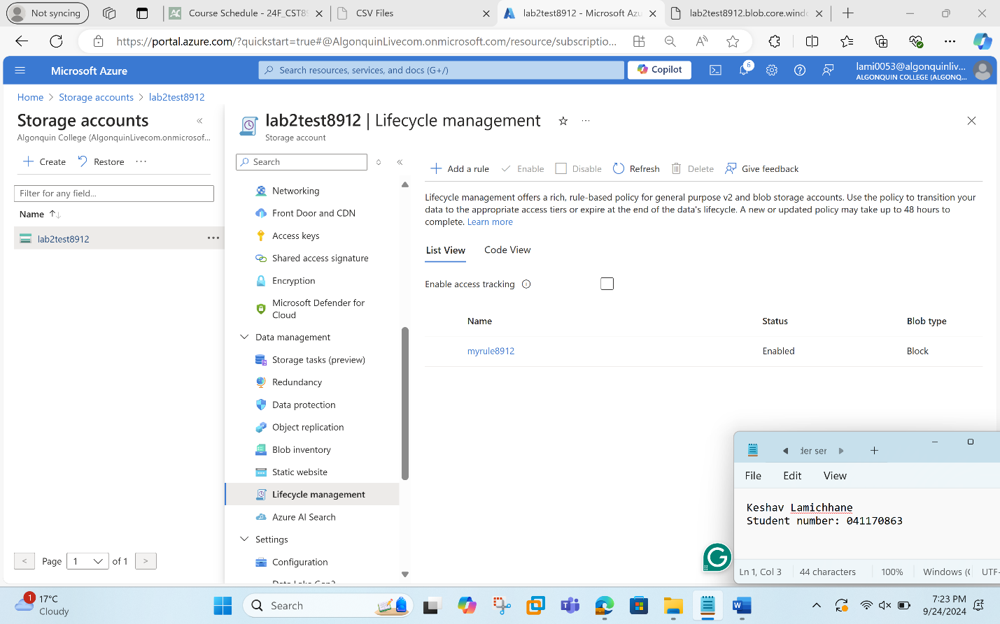 Not syncing
Course Schedule - 24F_CST8
CSV Files
lab2test8912 - Microsoft Azu
lab2test8912.blob.core.windo
https://portal.azure.com/?quickstart=true#@AlgonquinLivecom.onmicrosoft.com/resource/subscriptio...
Microsoft Azure
Search resources, services, and docs (G+/)
Copilot
6
lami0053@algonquinliv...
ALGONQUIN COLLEGE (ALGONQ...
Home > Storage accounts > lab2test8912
Storage accounts
Algonquin College (AlgonquinLivecom.onmicrosof...
Create
Restore
Filter for any field...
Name
lab2test8912
Page 1 of 1
lab2test8912 | Lifecycle management
Storage account
Search
Networking
Front Door and CDN
Access keys
Shared access signature
Encryption
Microsoft Defender for
Cloud
Data management
Storage tasks (preview)
Redundancy
Data protection
Object replication
Blob inventory
Static website
Lifecycle management
Azure AI Search
Settings
Configuration
Data Lake Gen2
Add a rule
Enable
Disable
Refresh
Delete
Give feedback
Lifecycle management offers a rich, rule-based policy for general purpose v2 and blob storage accounts. Use the policy to transition your
data to the appropriate access tiers or expire at the end of the data's lifecycle. A new or updated policy may take up to 48 hours to
complete. Learn more
List View
Code View
Enable access tracking
Name Status Blob type
myrule8912 Enabled Block
der ser
File Edit View
Keshav Lamichhane
Student number: 041170863
Ln 1, Col 3
44 characters
100%
Windows (
UTF-
1
17°C
Cloudy
Search
7:23 PM
9/24/2024